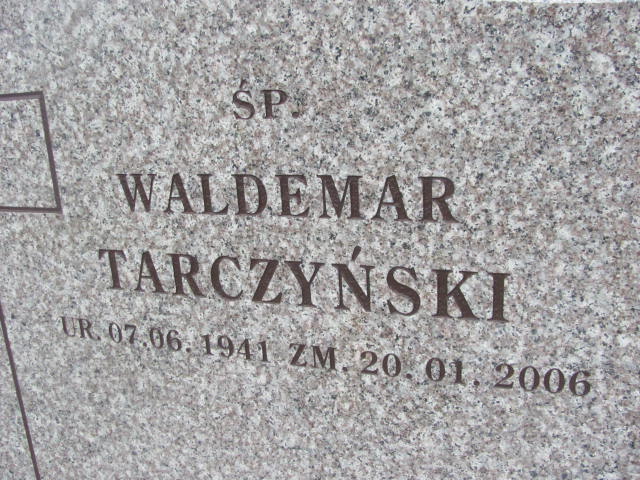 ŚP.
WALDEMAR
TARCZYŃSKI
UR. 07.06.1941 ZM. 20.01.2006